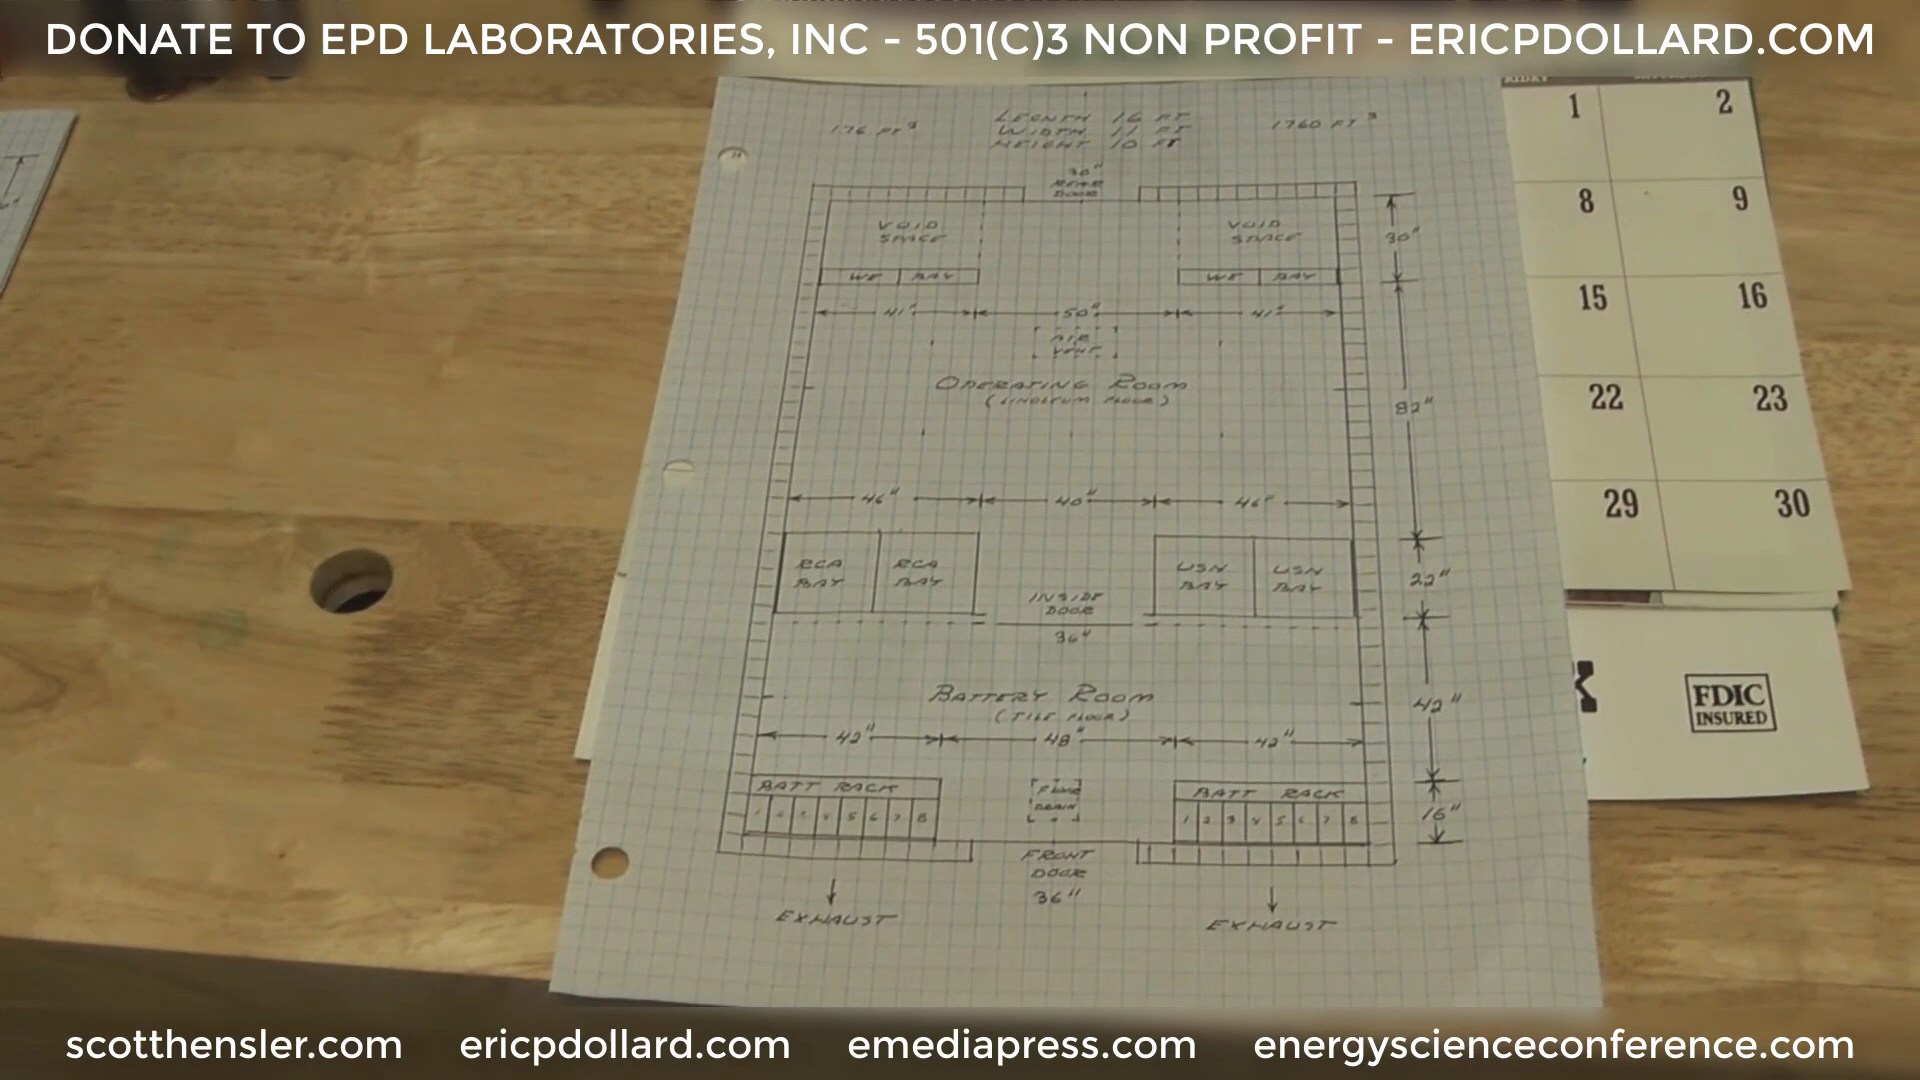 DONATE TO EPD LABORATORIES, INC - 501(C)3 NON PROFIT - ERICPDOLLARD.COM
176 FT³
LEGNTH 16 FT
WIDTH 11 FT
HEIGHT 10 FT
1760 FT³
30"
REAR
DOOR
VOID
SPACE
VOID
SPACE
30"
WE BAY
WE BAY
41" 50" 41"
AIR
VENT
OPERATING ROOM
(LINOLEUM FLOOR)
82"
46" 40" 46"
RCA
BAY
RCA
BAY
USN
BAY
USN
BAY
22"
INSIDE
DOOR
36"
BATTERY ROOM
(TILE FLOOR)
42"
42" 48" 42"
BATT RACK
1 2 3 4 5 6 7 8
FLOOR
DRAIN
BATT RACK
1 2 3 4 5 6 7 8
16"
FRONT
DOOR
36"
EXHAUST
EXHAUST
1 2
8 9
15 16
22 23
29 30
FDIC
INSURED
scotthensler.com ericpdollard.com emediapress.com energyscienceconference.com